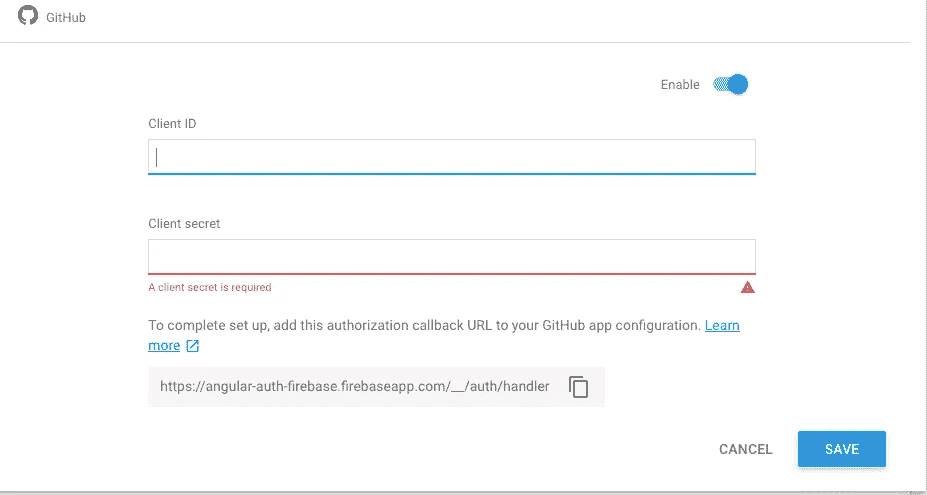 GitHub
Enable
Client ID
Client secret
A client secret is required
To complete set up, add this authorization callback URL to your GitHub app configuration. Learn
more
https://angular-auth-firebase.firebaseapp.com/__/auth/handler
CANCEL
SAVE